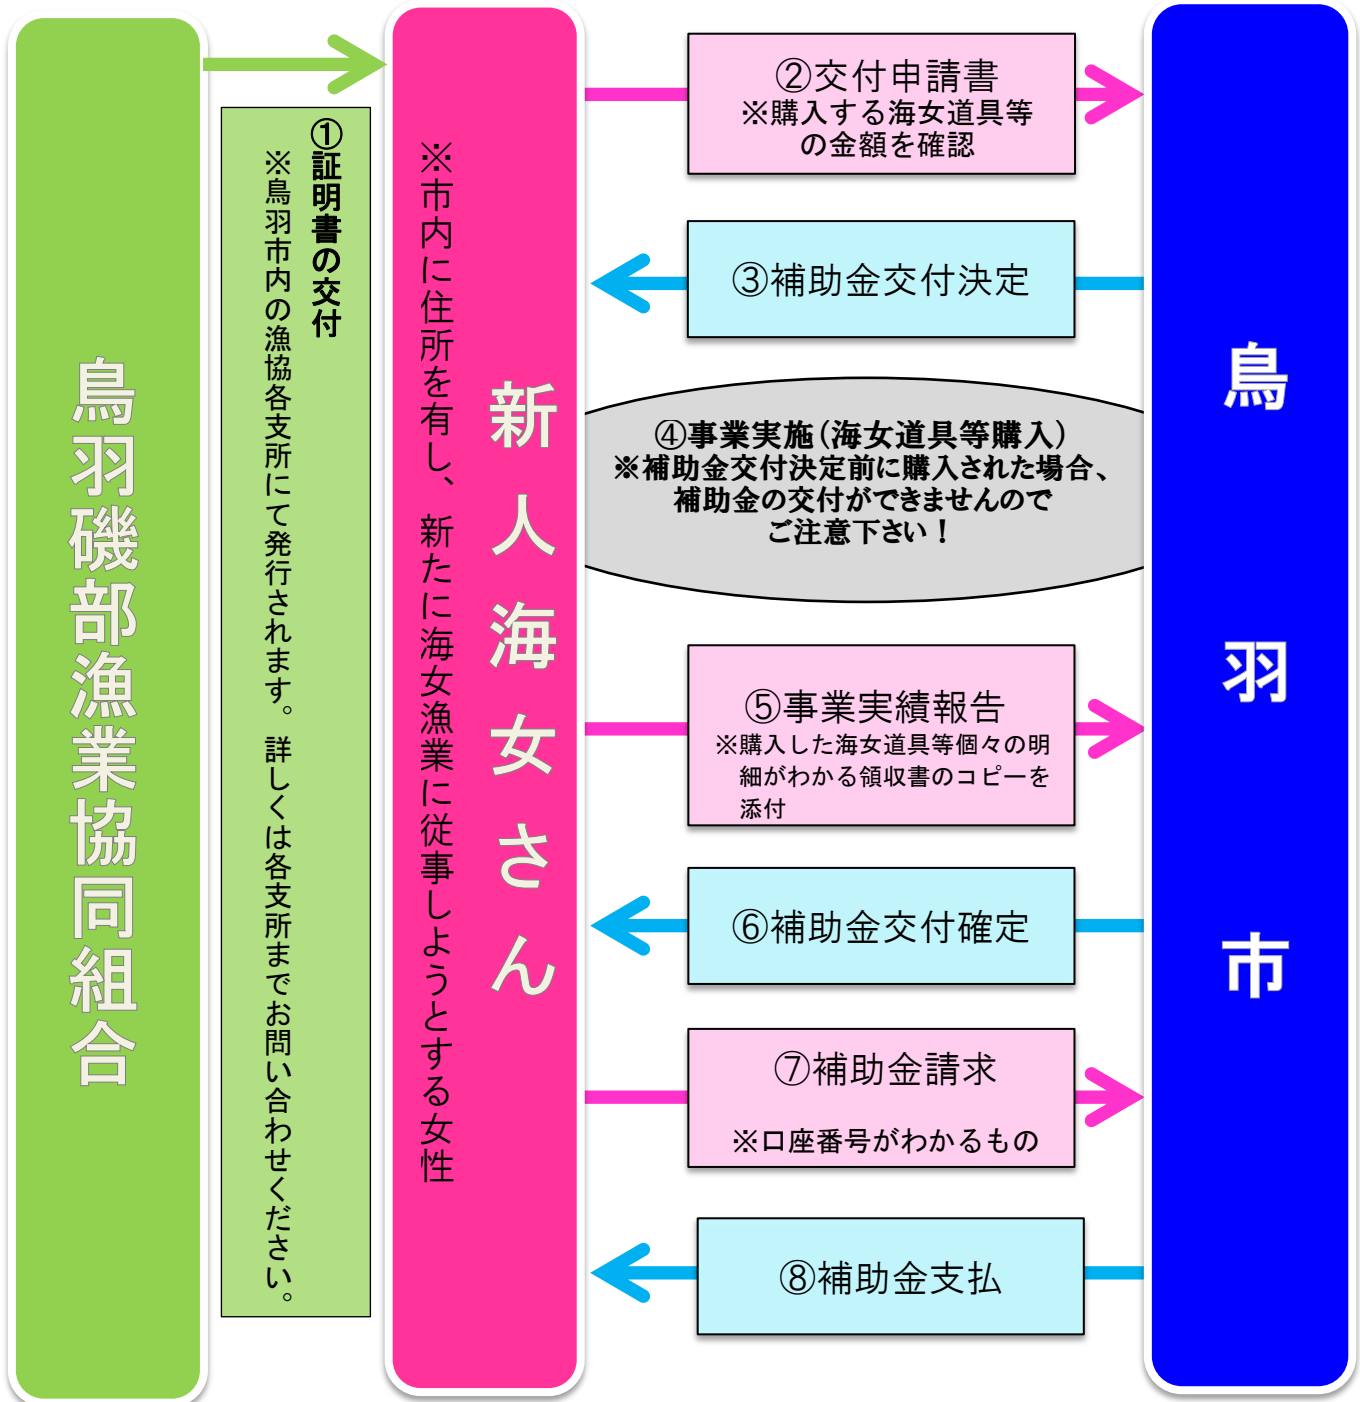 鳥羽磯部漁業協同組合
①証明書の交付
※鳥羽市内の漁協各支所にて発行されます。詳しくは各支所までお問い合わせください。
新人海女さん
※市内に住所を有し、新たに海女漁業に従事しようとする女性
②交付申請書
※購入する海女道具等
の金額を確認
③補助金交付決定
④事業実施(海女道具等購入)
※補助金交付決定前に購入された場合、
補助金の交付ができませんので
ご注意下さい！
⑤事業実績報告
※購入した海女道具等個々の明
細がわかる領収書のコピーを
添付
⑥補助金交付確定
⑦補助金請求
※口座番号がわかるもの
⑧補助金支払
鳥羽市